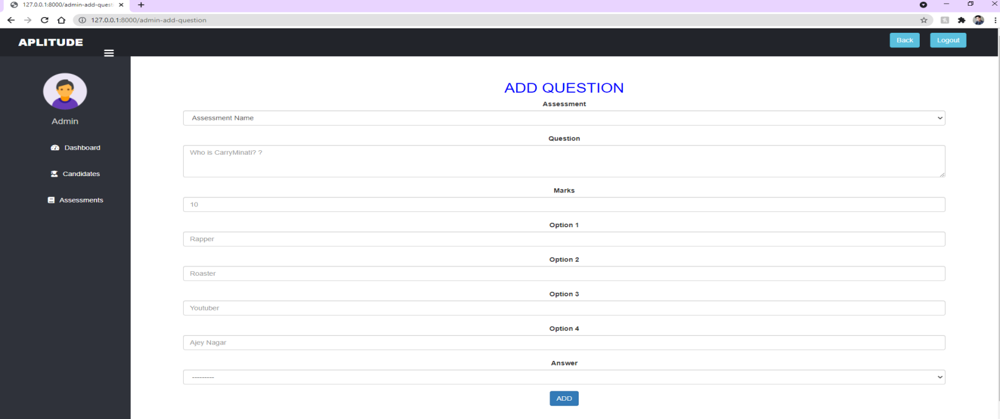 127.0.0.1:8000/admin-add-quest
127.0.0.1:8000/admin-add-question
APLITUDE
Back
Logout
Admin
Dashboard
Candidates
Assessments
ADD QUESTION
Assessment
Assessment Name
Question
Who is CarryMinati? ?
Marks
10
Option 1
Rapper
Option 2
Roaster
Option 3
Youtuber
Option 4
Ajey Nagar
Answer
---------
ADD